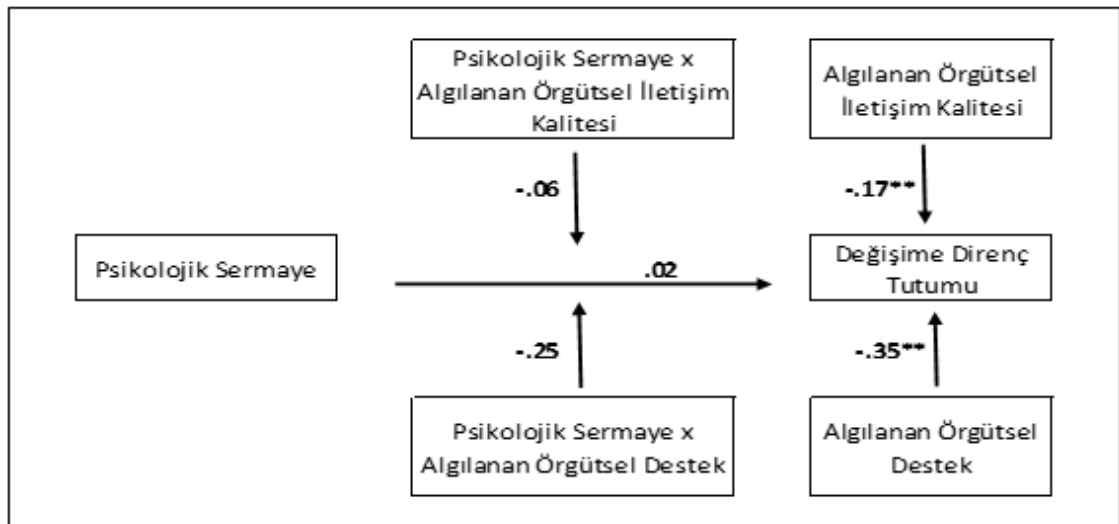 Psikolojik Sermaye x
Algılanan Örgütsel İletişim
Kalitesi
Algılanan Örgütsel
İletişim Kalitesi
-.06
-.17**
Psikolojik Sermaye
.02
Değişime Direnç
Tutumu
-.25
-.35**
Psikolojik Sermaye x
Algılanan Örgütsel Destek
Algılanan Örgütsel
Destek